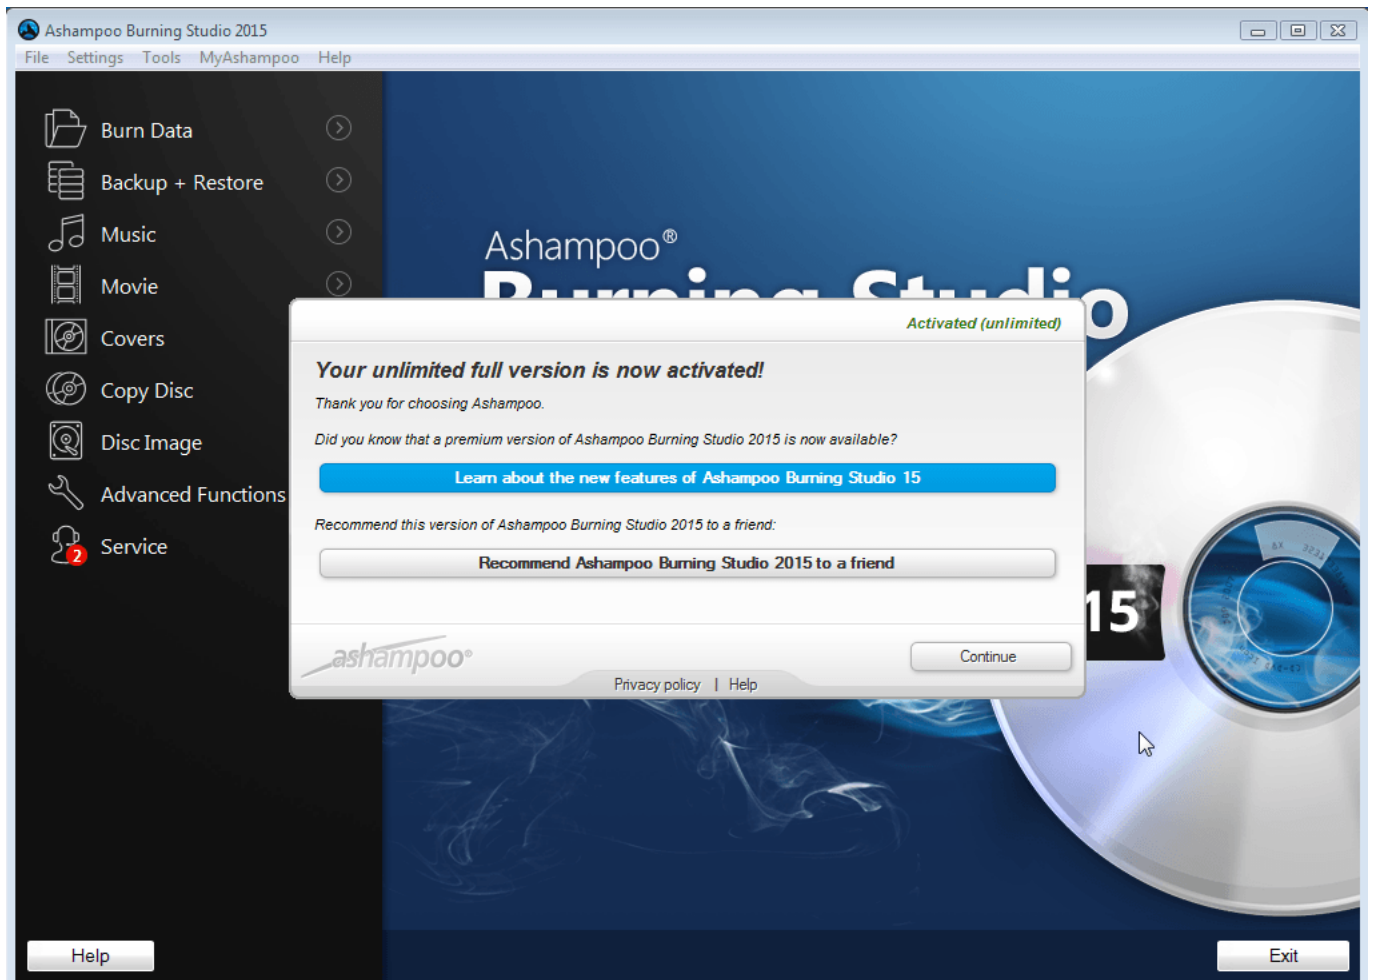 Ashampoo Burning Studio 2015
File Settings Tools MyAshampoo Help
Burn Data
Backup + Restore
Music
Movie
Covers
Copy Disc
Disc Image
Advanced Functions
2
Service
Ashampoo®
Burning Studio
15
Activated (unlimited)
Your unlimited full version is now activated!
Thank you for choosing Ashampoo.
Did you know that a premium version of Ashampoo Burning Studio 2015 is now available?
Learn about the new features of Ashampoo Burning Studio 15
Recommend this version of Ashampoo Burning Studio 2015 to a friend:
Recommend Ashampoo Burning Studio 2015 to a friend
ashampoo®
Continue
Privacy policy | Help
Help
Exit